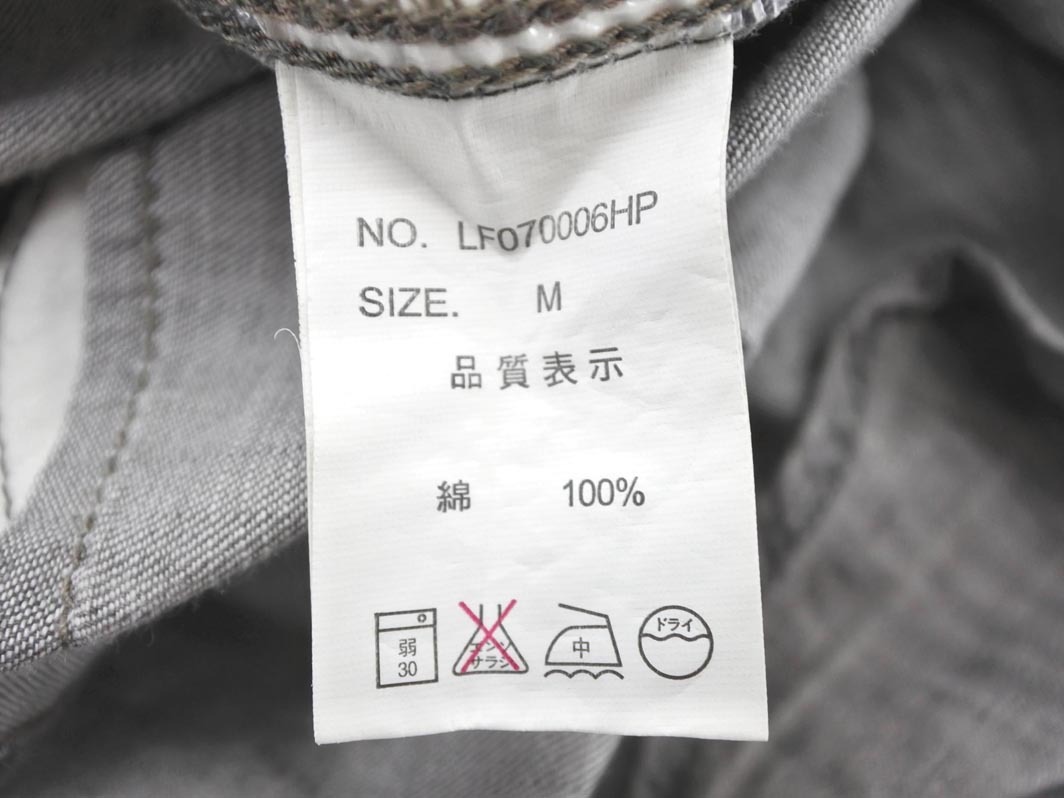 NO. LF070006HP
SIZE. M
品質表示
綿 100%
弱
30
エンソ
サラシ
中
ドライ